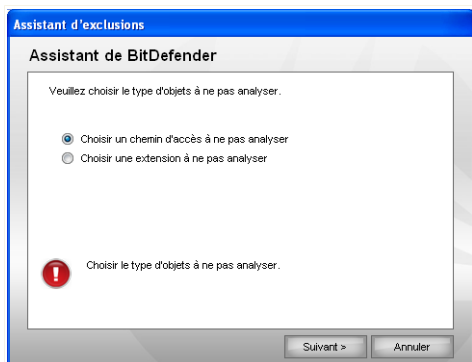 Assistant d'exclusions
Assistant de BitDefender
Veuillez choisir le type d'objets à ne pas analyser.
Choisir un chemin d'accès à ne pas analyser
Choisir une extension à ne pas analyser
Choisir le type d'objets à ne pas analyser.
Suivant > Annuler